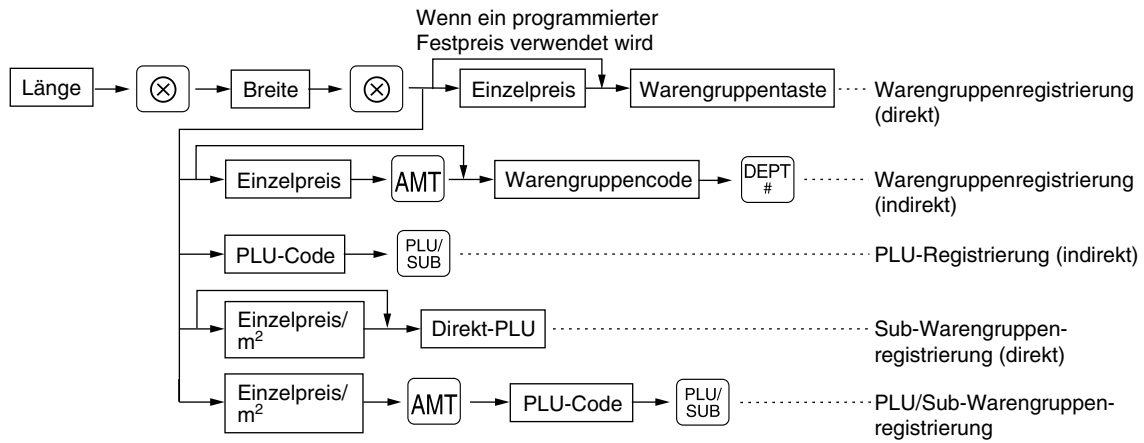 Wenn ein programmierter
Festpreis verwendet wird
Länge ⊗ Breite ⊗ Einzelpreis Warengruppentaste Warengruppenregistrierung
(direkt)
Einzelpreis AMT Warengruppencode DEPT
# Warengruppenregistrierung
(indirekt)
PLU-Code PLU/
SUB PLU-Registrierung (indirekt)
Einzelpreis/
m² Direkt-PLU Sub-Warengruppen-
registrierung (direkt)
Einzelpreis/
m² AMT PLU-Code PLU/
SUB PLU/Sub-Warengruppen-
registrierung